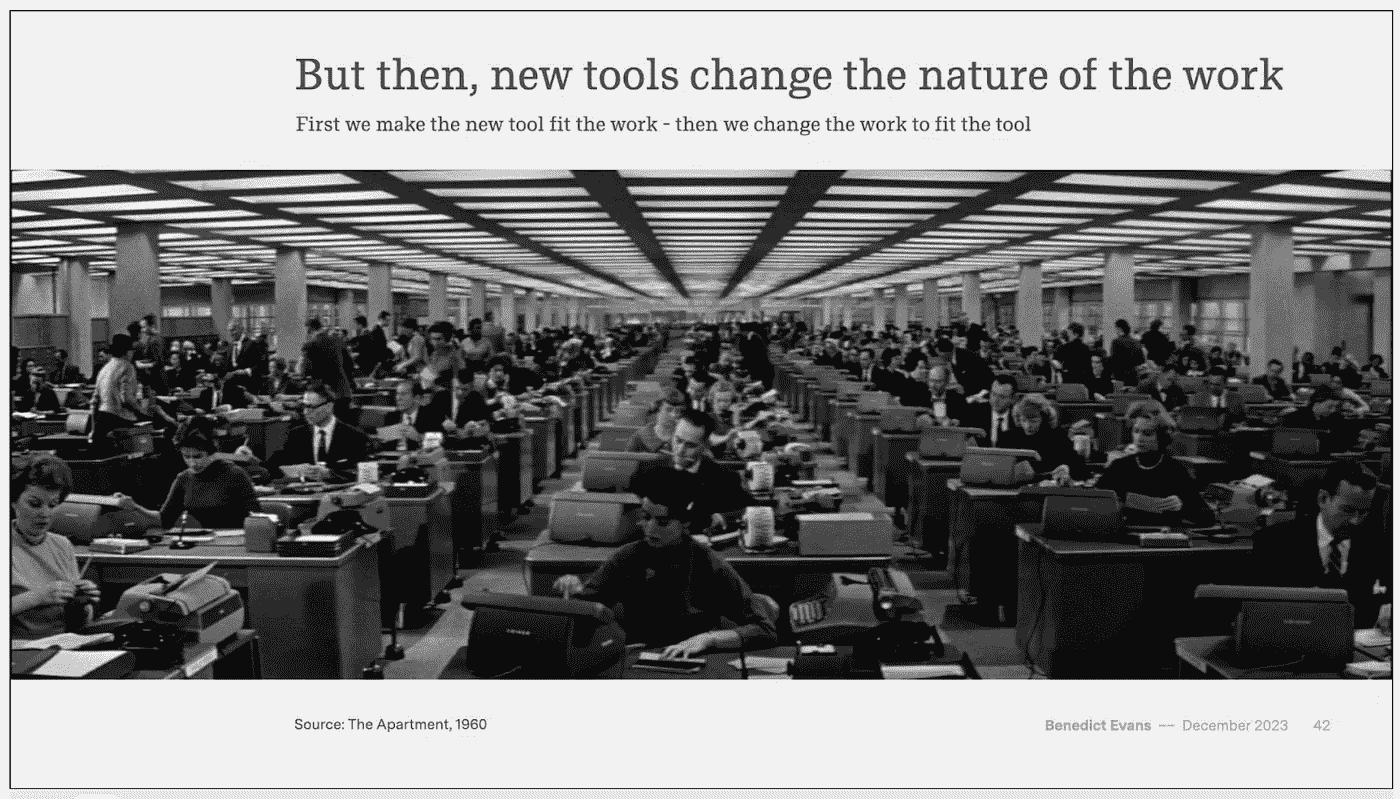 But then, new tools change the nature of the work
First we make the new tool fit the work - then we change the work to fit the tool
Source: The Apartment, 1960
Benedict Evans — December 2023 42